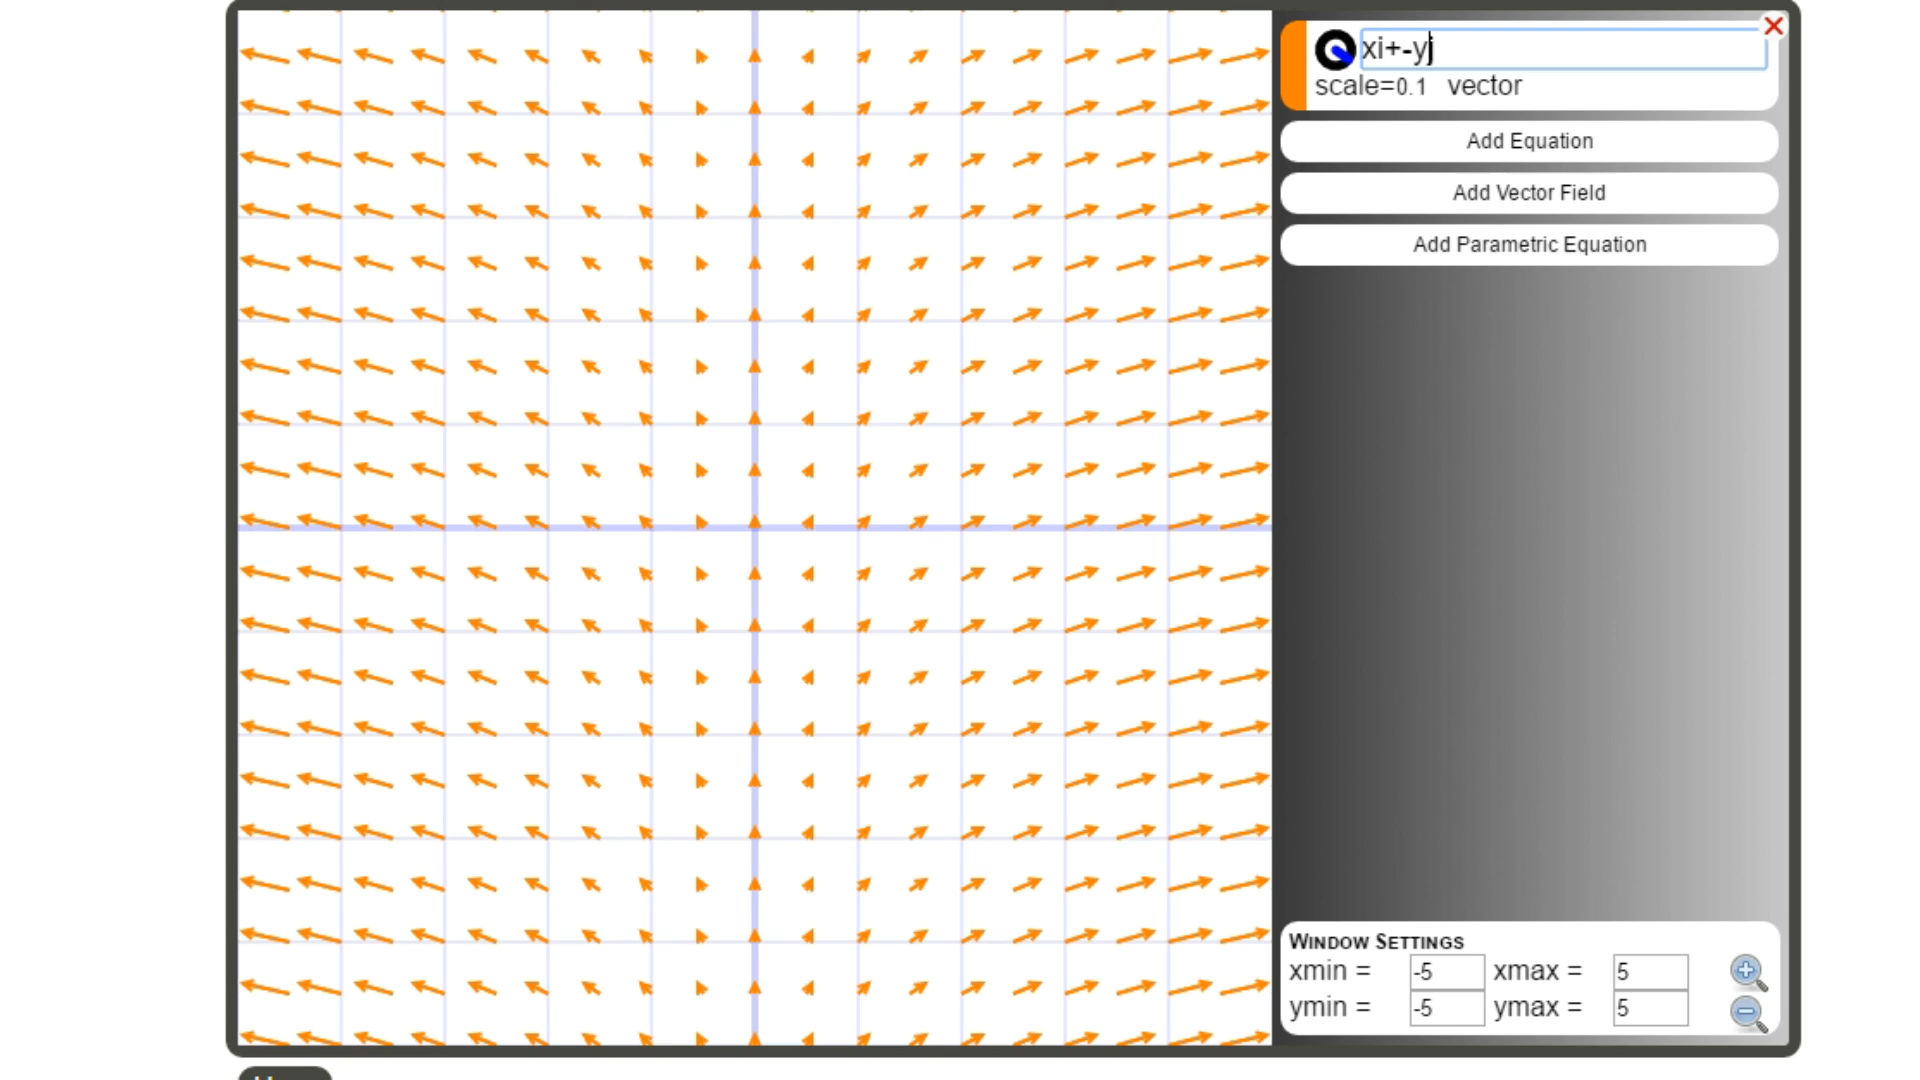 xi+-yj
scale=0.1 vector
Add Equation
Add Vector Field
Add Parametric Equation
WINDOW SETTINGS
xmin = -5 xmax = 5
ymin = -5 ymax = 5